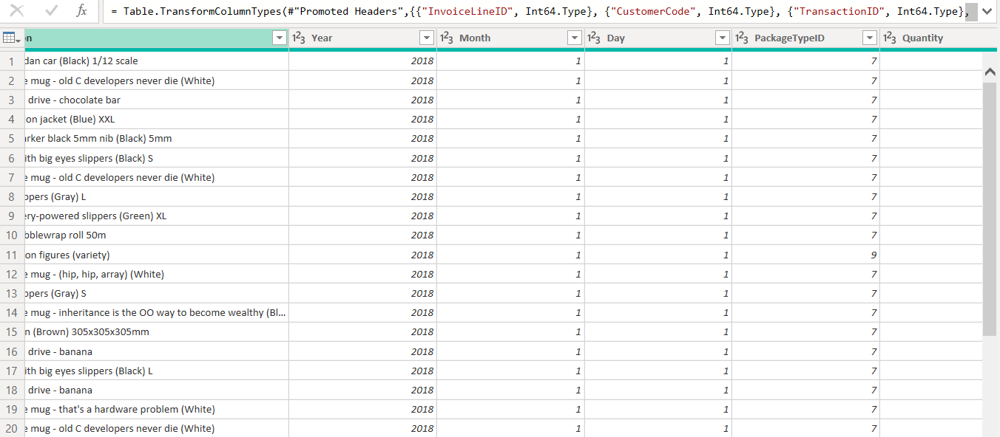 fx = Table.TransformColumnTypes(#"Promoted Headers",{{"InvoiceLineID", Int64.Type}, {"CustomerCode", Int64.Type}, {"TransactionID", Int64.Type},
on 123 Year 123 Month 123 Day 123 PackageTypeID 123 Quantity
1 dan car (Black) 1/12 scale 2018 1 1 7
2 e mug - old C developers never die (White) 2018 1 1 7
3 drive - chocolate bar 2018 1 1 7
4 on jacket (Blue) XXL 2018 1 1 7
5 arker black 5mm nib (Black) 5mm 2018 1 1 7
6 ith big eyes slippers (Black) S 2018 1 1 7
7 e mug - old C developers never die (White) 2018 1 1 7
8 ppers (Gray) L 2018 1 1 7
9 ery-powered slippers (Green) XL 2018 1 1 7
10 bblewrap roll 50m 2018 1 1 7
11 on figures (variety) 2018 1 1 9
12 e mug - (hip, hip, array) (White) 2018 1 1 7
13 ppers (Gray) S 2018 1 1 7
14 e mug - inheritance is the OO way to become wealthy (Bl... 2018 1 1 7
15 n (Brown) 305x305x305mm 2018 1 1 7
16 drive - banana 2018 1 1 7
17 ith big eyes slippers (Black) L 2018 1 1 7
18 drive - banana 2018 1 1 7
19 e mug - that's a hardware problem (White) 2018 1 1 7
20 e mug - old C developers never die (White) 2018 1 1 7